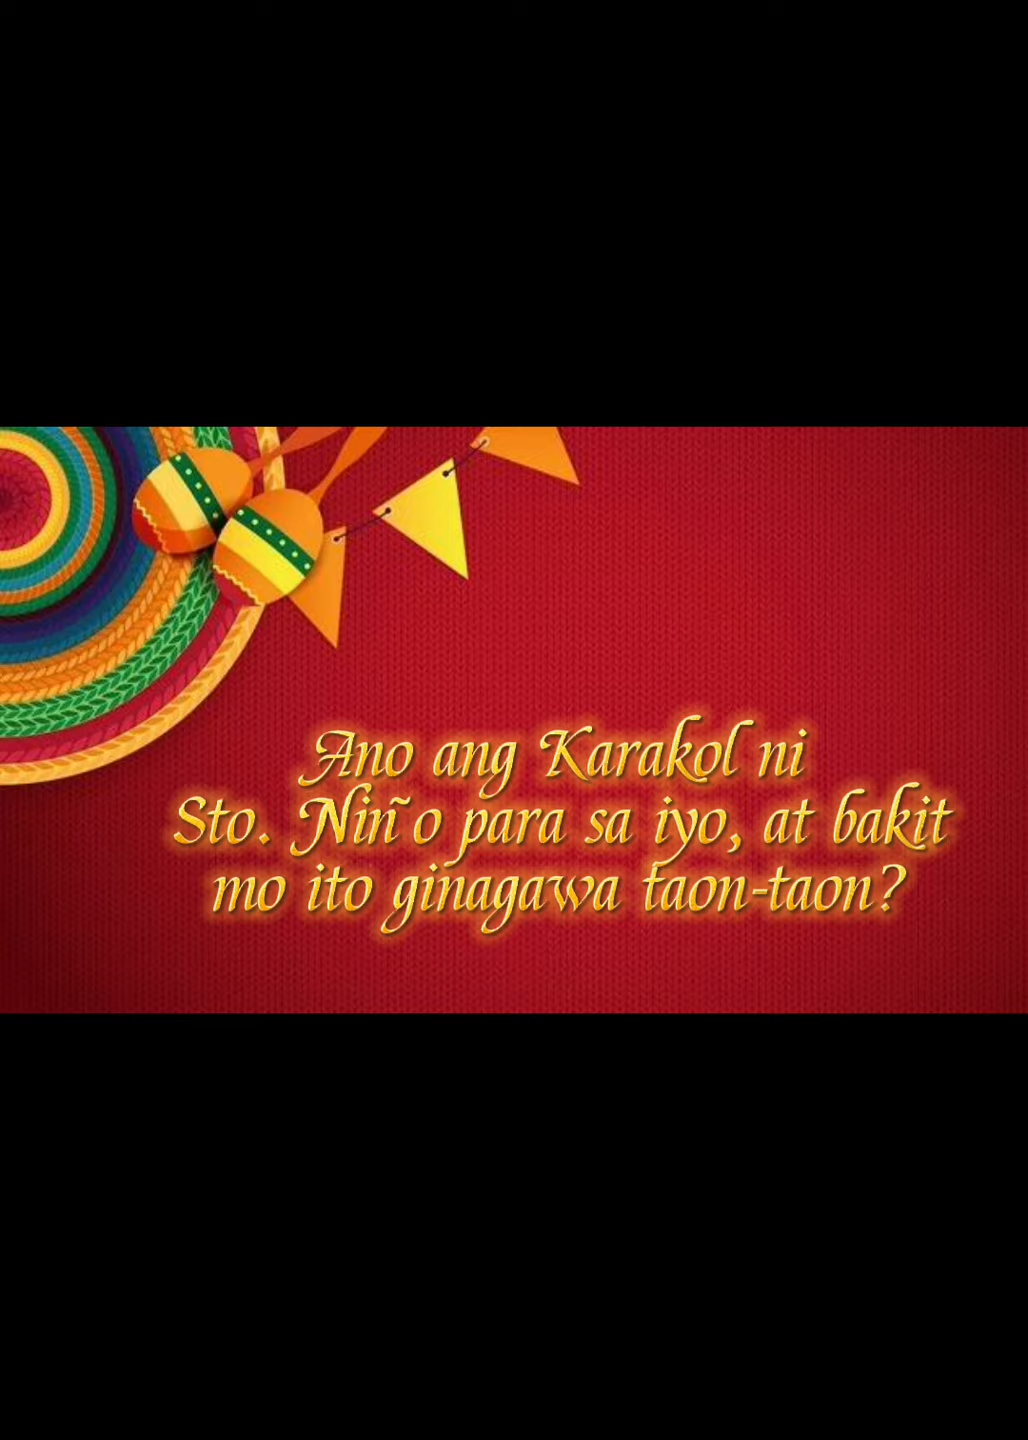 Ano ang Karakol ni
Sto. Niño para sa iyo, at bakit
mo ito ginagawa taon-taon?